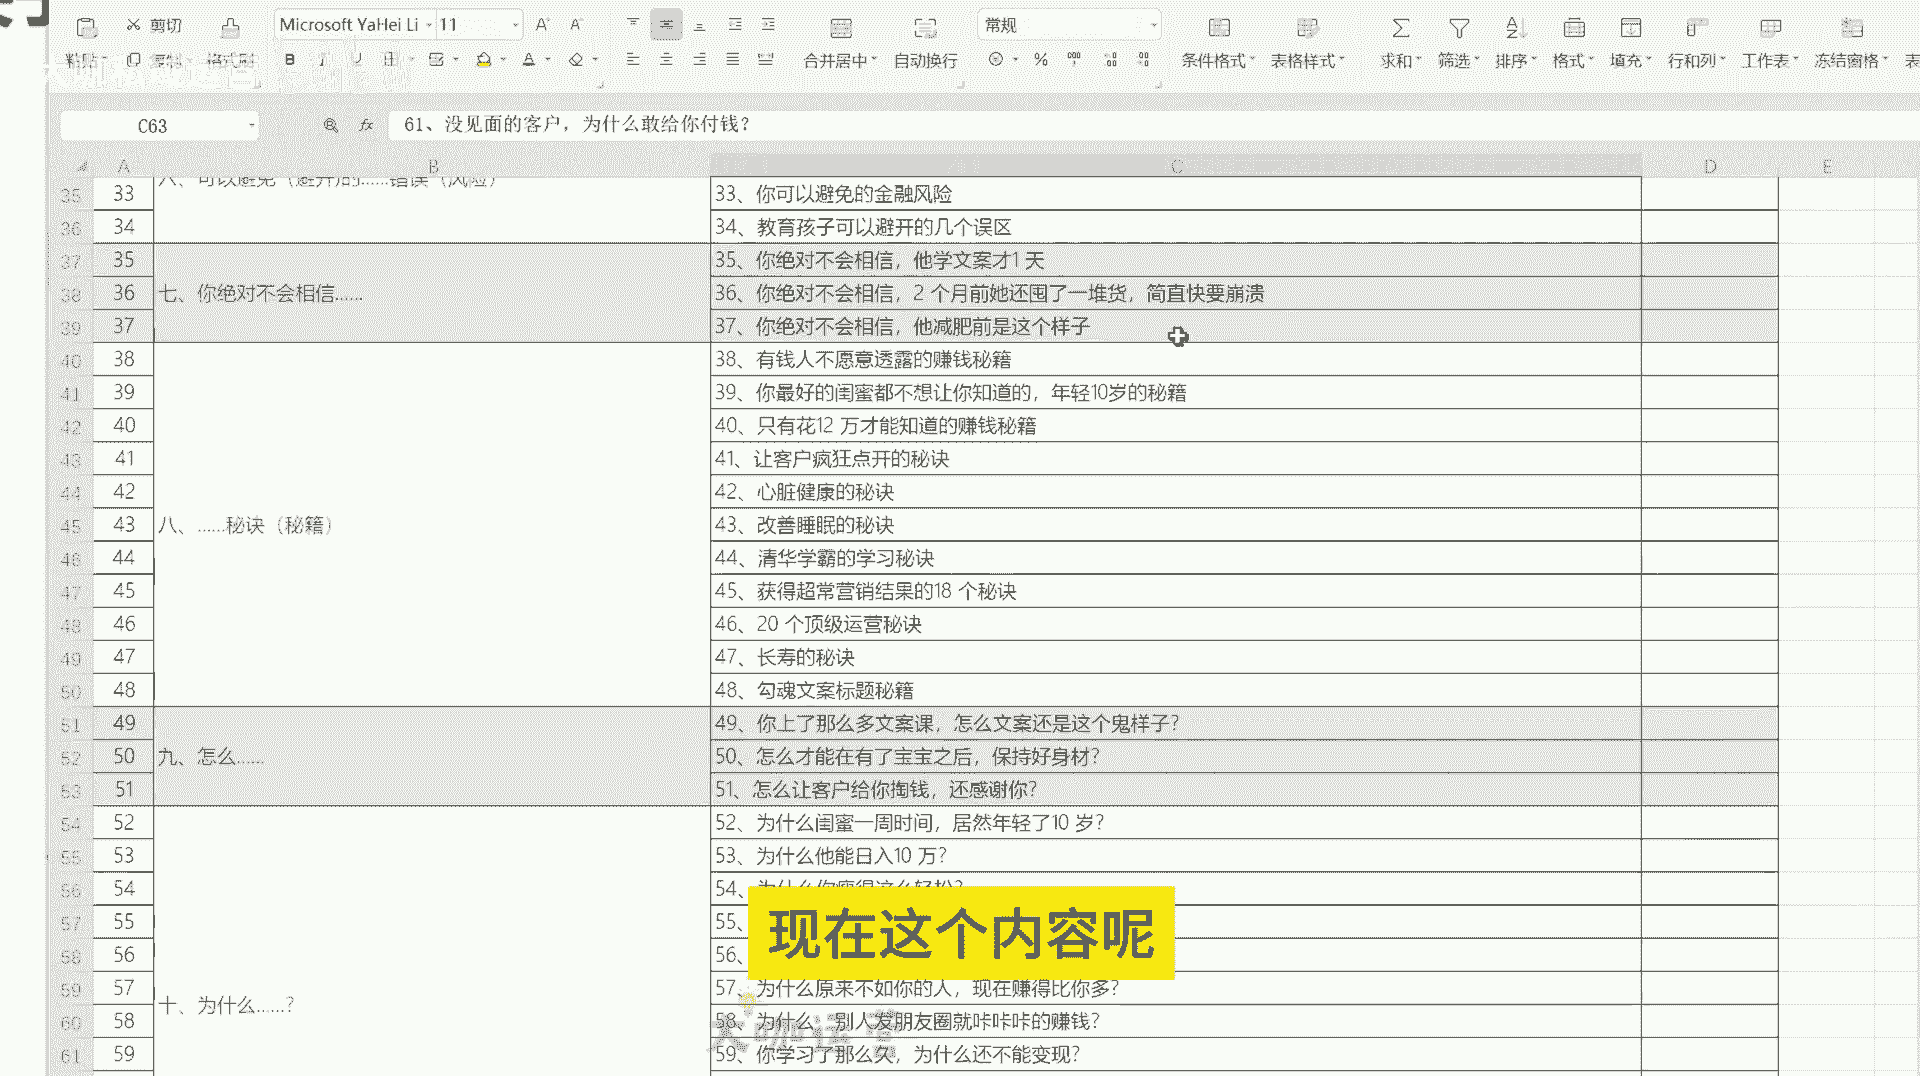 剪切
Microsoft YaHei Li
11
常规
粘贴
复制
格式刷
B
合并居中
自动换行
%
条件格式
表格样式
求和
筛选
排序
格式
填充
行和列
工作表
冻结窗格
C63
fx
61、没见面的客户，为什么敢给你付钱？
A B C D E
35 33 六、可以避免（避开）的……错误（风险） 33、你可以避免的金融风险
36 34 34、教育孩子可以避开的几个误区
37 35 35、你绝对不会相信，他学文案才1 天
38 36 七、你绝对不会相信…… 36、你绝对不会相信，2 个月前她还囤了一堆货，简直快要崩溃
39 37 37、你绝对不会相信，他减肥前是这个样子
40 38 38、有钱人不愿意透露的赚钱秘籍
41 39 39、你最好的闺蜜都不想让你知道的，年轻10岁的秘籍
42 40 40、只有花12 万才能知道的赚钱秘籍
43 41 41、让客户疯狂点开的秘诀
44 42 42、心脏健康的秘诀
45 43 八、……秘诀（秘籍） 43、改善睡眠的秘诀
46 44 44、清华学霸的学习秘诀
47 45 45、获得超常营销结果的18 个秘诀
48 46 46、20 个顶级运营秘诀
49 47 47、长寿的秘诀
50 48 48、勾魂文案标题秘籍
51 49 49、你上了那么多文案课，怎么文案还是这个鬼样子？
52 50 九、怎么…… 50、怎么才能在有了宝宝之后，保持好身材？
53 51 51、怎么让客户给你掏钱，还感谢你？
54 52 52、为什么闺蜜一周时间，居然年轻了10 岁？
55 53 53、为什么他能日入10 万？
56 54 54、为什么你瘦得这么轻松？
57 55 55、
58 56 56、
现在这个内容呢
59 57 57、为什么原来不如你的人，现在赚得比你多？
60 58 十、为什么……？ 58、为什么，别人发朋友圈就咔咔咔的赚钱？
61 59 59、你学习了那么久，为什么还不能变现？
大咖运营